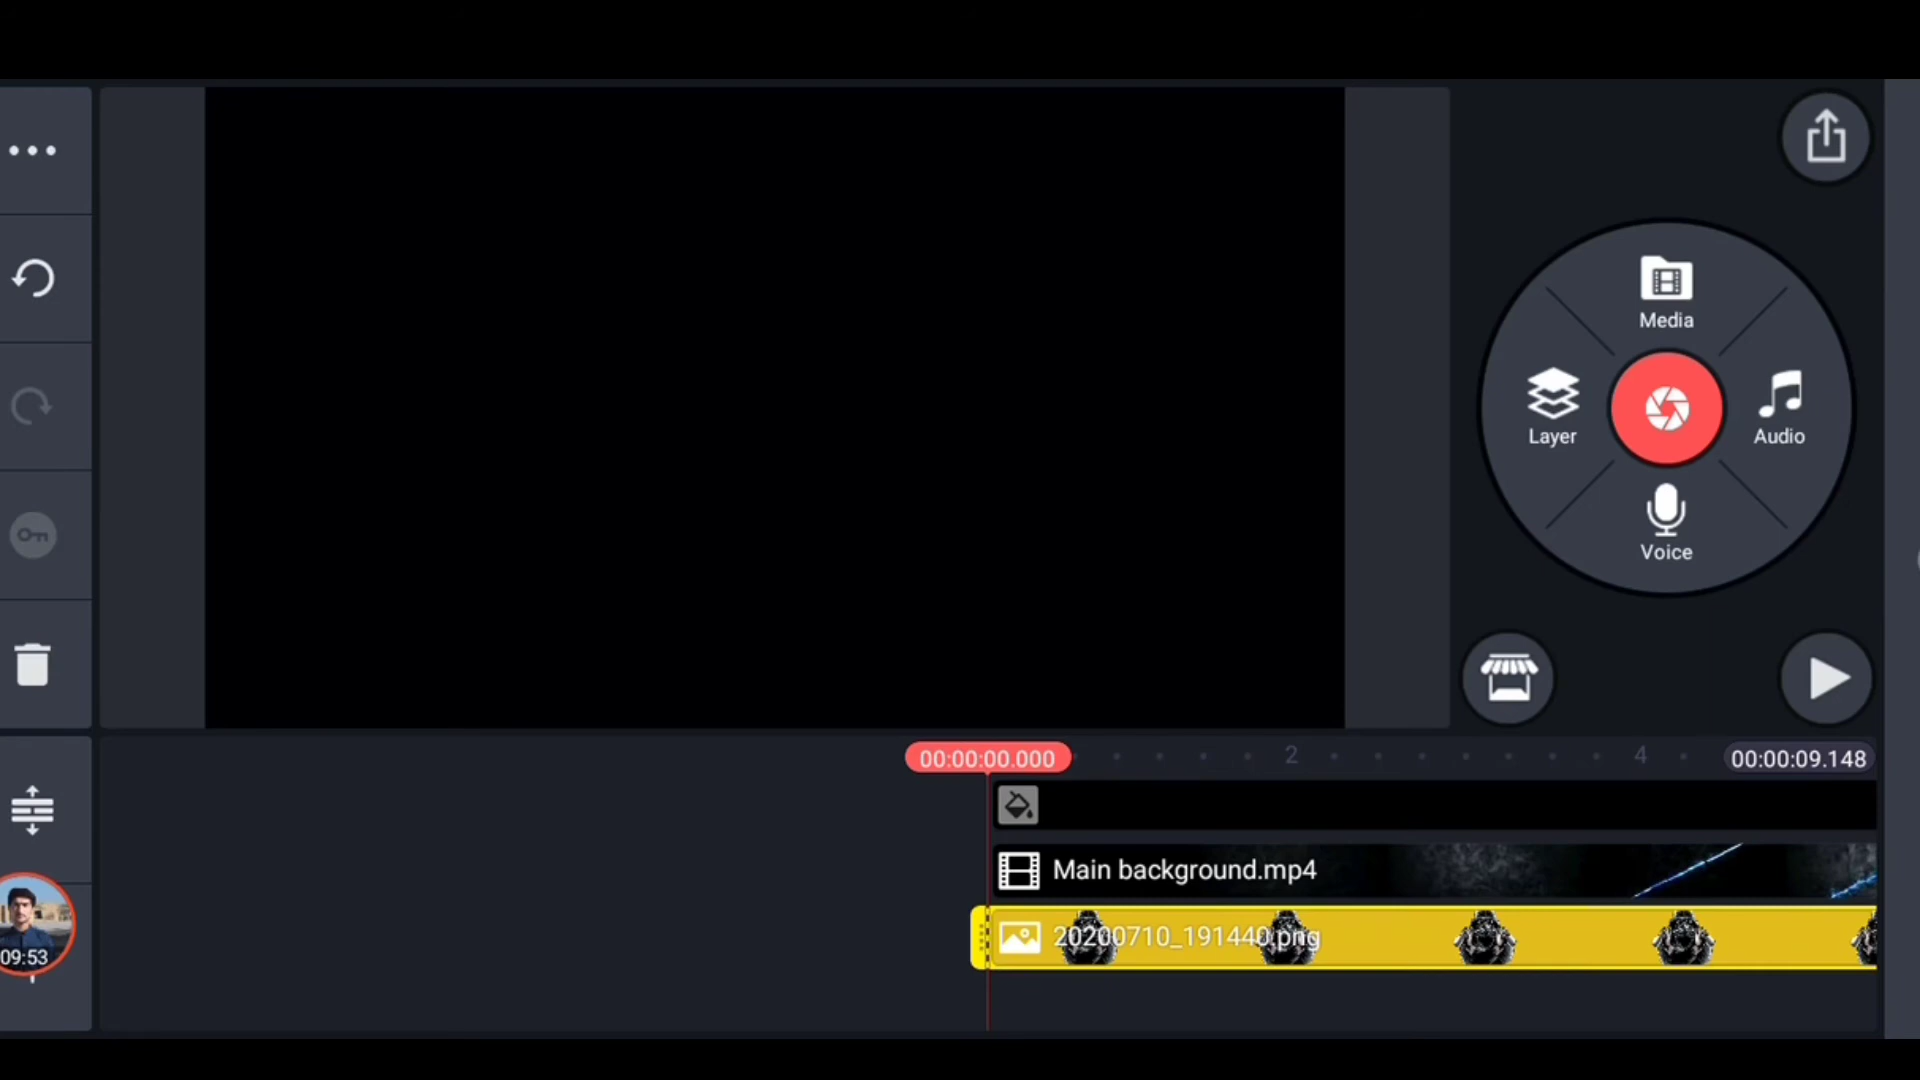 Media
Layer
Audio
Voice
00:00:00.000
2
4
00:00:09.148
Main background.mp4
20200710_191440.png
09:53